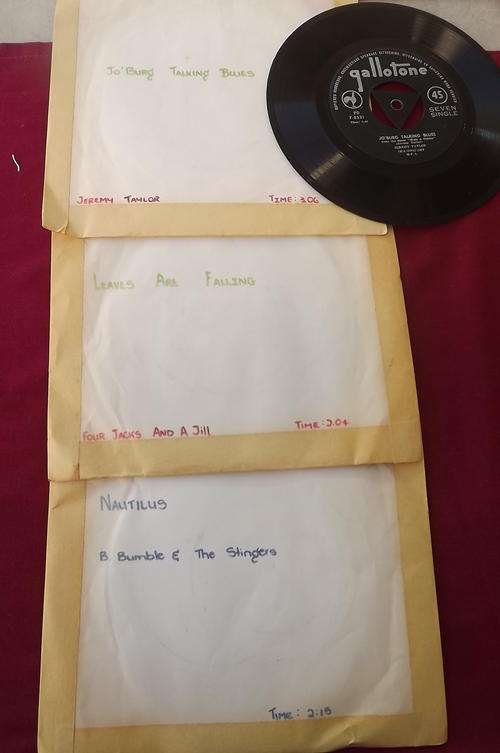 Jo'Burg Talking Blues
Jeremy Taylor Time: 3.06
gallotone
45
SEVEN
SINGLE
JO'BURG TALKING BLUES
JEREMY TAYLOR
Leaves Are Falling
Four Jacks And A Jill Time: 2.04
Nautilus
B. Bumble & The Stingers
Time: 2:15